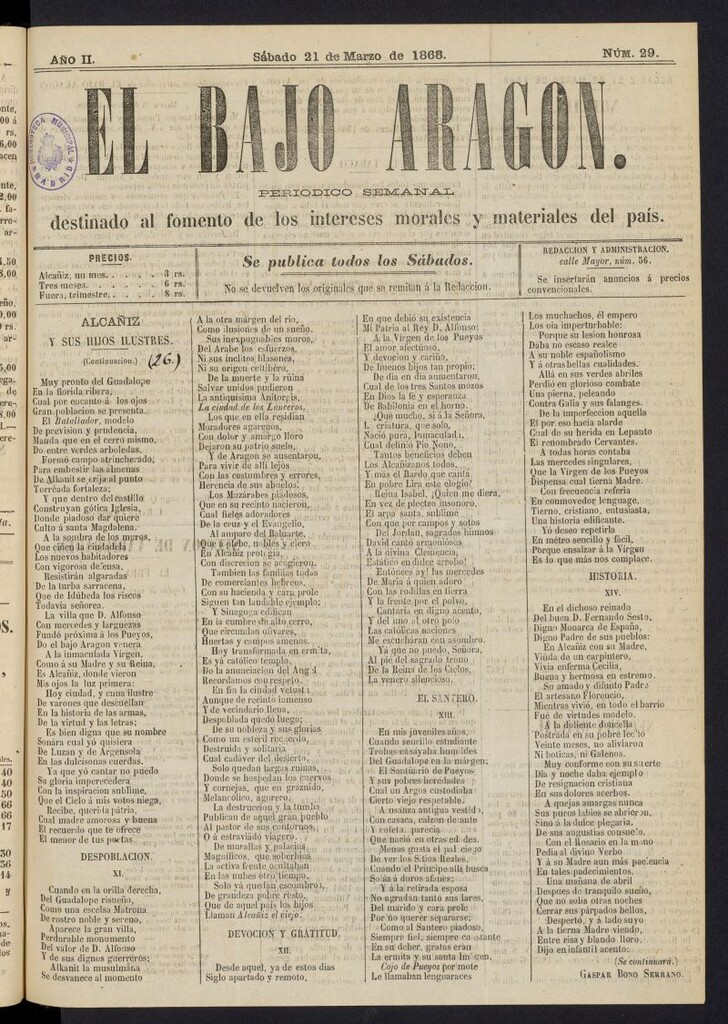 AÑO II.
Sábado 21 de Marzo de 1868.
NÚM. 29.
EL BAJO ARAGON.
PERIODICO SEMANAL
destinado al fomento de los intereses morales y materiales del país.
PRECIOS.
Alcañiz, un mes. . . . . . 3 rs.
Tres meses. . . . . . . 6 rs.
Fuera, trimestre. . . . . 8 rs.
Se publica todos los Sábados.
No se devuelven los originales que se remitan á la Redaccion.
REDACCION Y ADMINISTRACION.
calle Mayor, núm. 56.
Se insertarán anuncios á precios
convencionales.
ALCAÑIZ
Y SUS HIJOS ILUSTRES.
(Continuacion.) (26.)
Muy pronto del Guadalope
En la florida ribera,
Cual por encanto á los ojos
Gran poblacion se presenta.
El Batallador, modelo
De prevision y prudencia,
Manda que en el cerro mismo,
Do entre verdes arboledas,
Formó campo atrincherado,
Para embestir las almenas
De Alkanit se erija al punto
Torreada fortaleza;
Y que dentro del castillo
Construyan gótica Iglesia,
Donde piadoso dar quiere
Culto á santa Magdalena.
A la sombra de los muros,
Que ciñen la ciudadela
Los nuevos habitadores
Con vigorosa defensa,
Resistirán algaradas
De la turba sarracena,
Que de Idúbeda los riscos
Todavía señorea.
La villa que D. Alfonso
Con mercedes y larguezas
Fundó próxima á los Pueyos,
Do el bajo Aragon venera
A la inmaculada Virgen,
Como á su Madre y su Reina,
Es Alcañiz, donde vieron
Mis ojos la luz primera:
Hoy ciudad, y cuna ilustre
De varones que descuellan
En la historia de las armas,
De la virtud y las letras;
Es bien digna que su nombre
Sonára cual yo quisiera
De Luzan y de Argensola
En las dulcísonas cuerdas.
Ya que yó cantar no puedo
Su gloria imperecedera
Con la inspiracion sublime,
Que el Cielo á mis votos niega,
Recibe, querida pátria,
Cual madre amorosa y buena
El recuerdo que te ofrece
El menor de tus poetas
DESPOBLACION.
XI.
Cuando en la orilla derecha,
Del Guadalope risueño,
Como una excelsa Matrona
De rostro noble y sereno,
Aparece la gran villa,
Perdurable monumento
Del valor de D. Alfonso
Y de sus dignos guerreros;
Alkanit la musulmana
Se desvanece al momento
A la otra márgen del rio,
Como ilusiones de un sueño.
Sus inexpugnables muros,
Del Arabe los esfuerzos,
Ni sus ínclitos blasones,
Ni su origen celtíbero,
De la muerte y la ruina
Salvar unidos pudieron
La antiquísima Anitorgis,
La ciudad de los Laureros.
Los que en ella residian
Moradores agarenos,
Con dolor y amargo lloro
Dejaron su patrio suelo,
Y de Aragon se ausentaron,
Para vivir de allí lejos
Con las costumbres y errores,
Herencia de sus abuelos.
Los Muzárabes piadosos,
Que en su recinto nacieron,
Cual fieles adoradores
De la cruz y el Evangelio,
Al amparo del Baluarte,
Que á plebe, nobles y clero
En Alcañiz protegia,
Con discrecion se acogieron.
Tambien las familias todas
De comerciantes hebreos,
Con su hacienda y cara prole
Siguen tan laudable ejemplo;
Y Sinagoga edifican
En la cumbre de alto cerro,
Que circundan olivares,
Huertas y campos amenos.
Hoy transformada en ermita,
Es yá católico templo,
Do la anunciacion del Angel
Recordamos con respeto.
En fin la ciudad vetusta,
Aunque de recinto inmenso
Y de vecindario llena,
Despoblada quedó luego;
De su nobleza y sus glorias
Como un estéril recuerdo,
Destruida y solitaria
Cual cadáver del desierto.
Solo quedan largas ruinas,
Donde se hospedan los cuervos
Y cornejas, que en graznido,
Melancólico, agorero,
La destruccion y la tumba
Publican de aquel gran pueblo
Al pastor de sus contornos,
O á estraviado viagero.
De murallas y palacios
Magníficos, que soberbios
La altiva frente ocultaban
En las nubes otro tiempo,
Solo yá quedan escombros,
De grandeza pobre resto,
Que de aquel país los hijos
Llaman Alcañiz el viejo.
DEVOCION Y GRATITUD.
XII.
Desde aquel, ya de estos dias
Siglo apartado y remoto,
En que debió su existencia
Mi Patria al Rey D. Alfonso:
A la Virgen de los Pueyos
El amor afectuoso,
Y devocion y cariño,
De buenos hijos tan propio;
De dia en dia aumentaron,
Cual de los tres Santos mozos
En Dios la fe y esperanza
De Babilonia en el horno.
¿Qué mucho, si á la Señora,
criatura, que solo,
Nació pura, Inmaculada,
Cual definió Pio Nono,
Tantos beneficios deben
Los Alcañizanos todos,
Y más el Bardo que canta
En pobre Lira este elogio?
Reina Isabel, ¡Quien me diera,
En vez de plectro insonoro,
El arpa santa, sublime
Con que por campos y sotos
Del Jordan, sagrados himnos
David cantó armoniosos
A la divina Clemencia,
Estático en dulce arrobo!
Entónces ay! las mercedes
De María á quien adoro
Con las rodillas en tierra
Y la frente por el polvo,
Cantaria en digno acento,
Y del uno al otro polo
Las católicas naciones
Me escucháran con asombro.
Ya que no puedo, Señora,
Al pie del sagrado trono
De la Reina de los Cielos,
La venero silencioso.
EL SANTERO.
XIII.
En mis juveniles años,
Cuando sencillo estudiante
Trobas ensayaba humildes
Del Guadalope en la márgen;
El Santuario de Pueyos
Y sus pobres heredades
Cual un Argos custodiaba
Cierto viejo respetable.
A usanza antigua vestido,
Con casaca, calzon de ante
Y coleta, parecia
Que nació en otras edades.
Menos gusta el palaciego
De ver los Sitios Reales,
Cuando el Príncipe allí busca
Solaz á duros afanes;
Y á la retirada esposa
No agradan tanto sus lares,
Del marido y cara prole
Por no querer separarse;
Como al Santero piadoso,
Siempre fiel, siempre constante
En su deber, gratas eran
La ermita y su santa Imagen.
Cojo de Pueyos por mote
Le llamaban lenguaraces
Los muchachos, él empero
Los oia imperturbable:
Porque su lesion honrosa
Daba no escaso realce
A su noble españolismo
Y á otras bellas cualidades.
Allá en sus verdes abriles
Perdió en glorioso combate
Una pierna, peleando
Contra Galia y sus falanges.
De la imperfeccion aquella
El por eso hacia alarde
Cual de su herida en Lepanto
El renombrado Cervantes.
A todas horas contaba
Las mercedes singulares,
Que la Virgen de los Pueyos
Dispensa cual tierna Madre.
Con frecuencia referia
En conmovedor lenguage,
Tierno, cristiano, entusiasta,
Una historia edificante.
Yó deseo repetirla
En métro sencillo y fácil,
Porque ensalzar á la Virgen
Es lo que más nos complace.
HISTORIA.
XIV.
En el dichoso reinado
Del buen D. Fernando Sesto,
Digno Monarca de España,
Digno Padre de sus pueblos:
En Alcañiz con su Madre,
Viuda de un carpintero,
Vivia enferma Cecilia,
Buena y hermosa en estremo.
Su amado y difunto Padre
El artesano Florencio,
Mientras vivió, en todo el barrio
Fué de virtudes modelo.
A la doliente doncella
Postrada en su pobre lecho
Veinte meses, no aliviaron
Ni boticas, ni Galenos.
Muy conforme con su suerte
Dia y noche daba ejemplo
De resignacion cristiana
En sus dolores acerbos.
A quejas amargas nunca
Sus puros labios se abrieron,
Sino á la dulce plegaria,
De sus angustias consuelo.
Con el Rosario en la mano
Pedia al divino Verbo
Y á su Madre aun más paciencia
En tales padecimientos.
Una mañana de abril
Despues de tranquilo sueño,
Que no solia otras noches
Cerrar sus párpados bellos,
Despertó, y á lado suyo
A la tierna Madre viendo,
Entre risa y blando lloro,
Dijo en infantil acento:
(Se continuará.)
GASPAR BONO SERRANO.